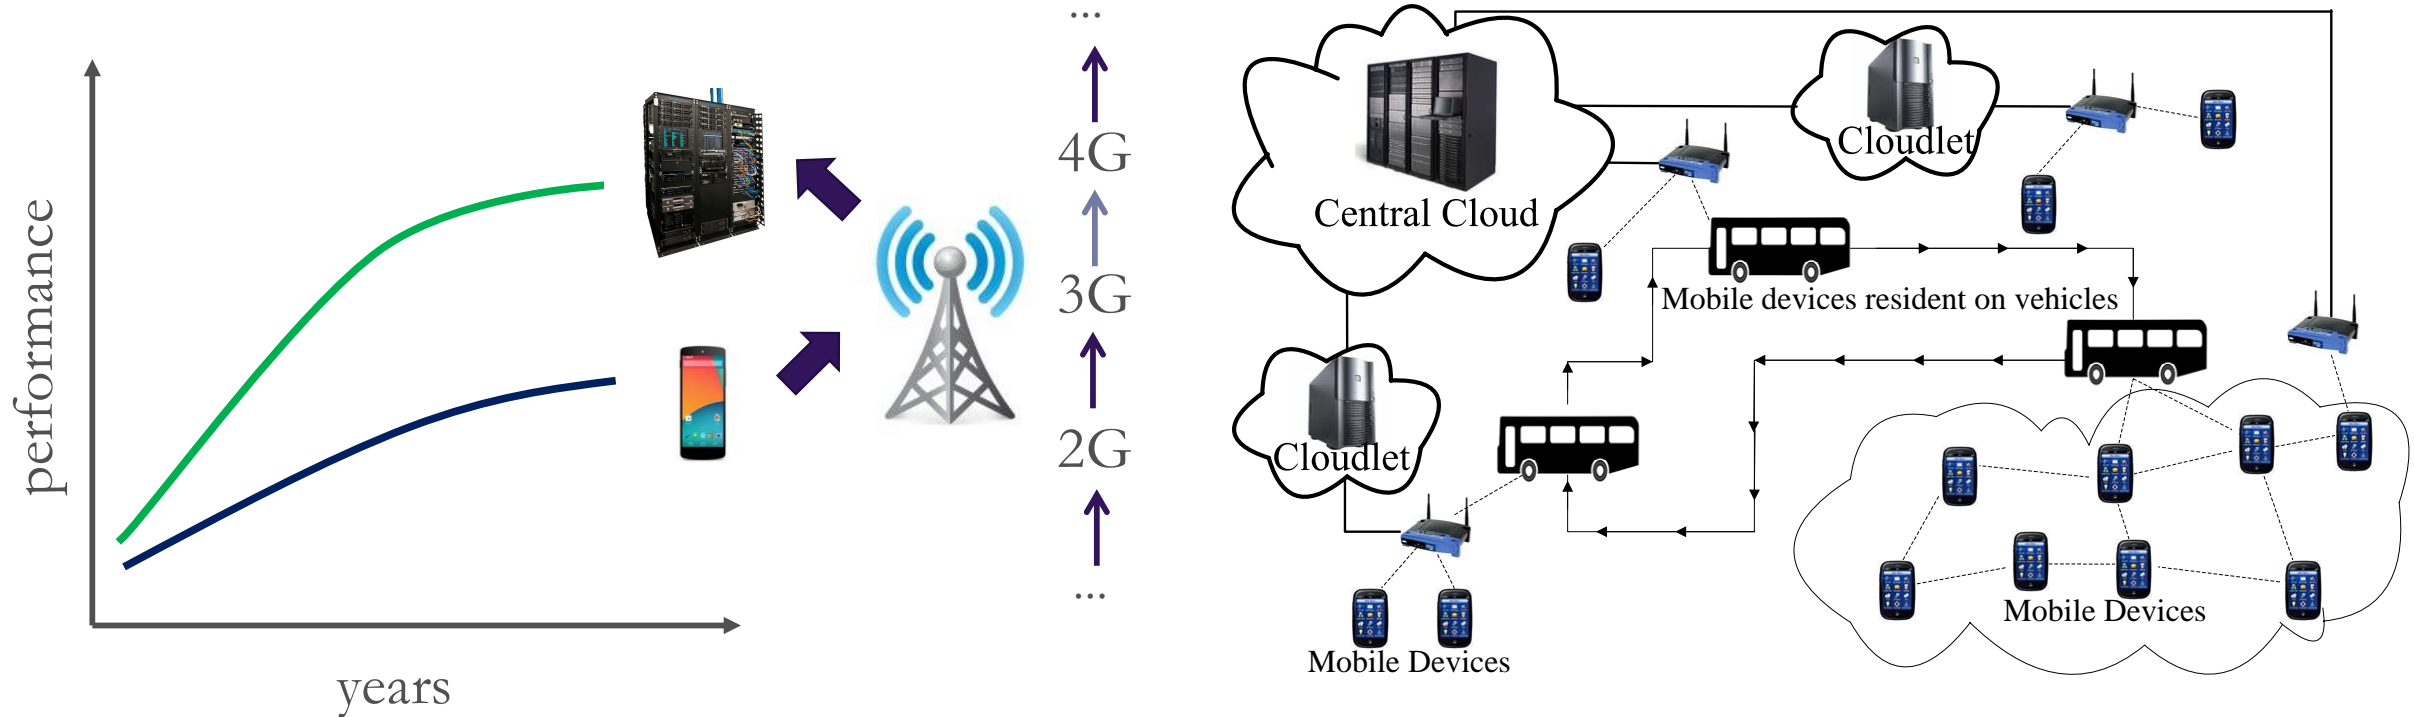 performance
years
...
4G
3G
2G
...
Central Cloud
Cloudlet
Mobile devices resident on vehicles
Cloudlet
Mobile Devices
Mobile Devices